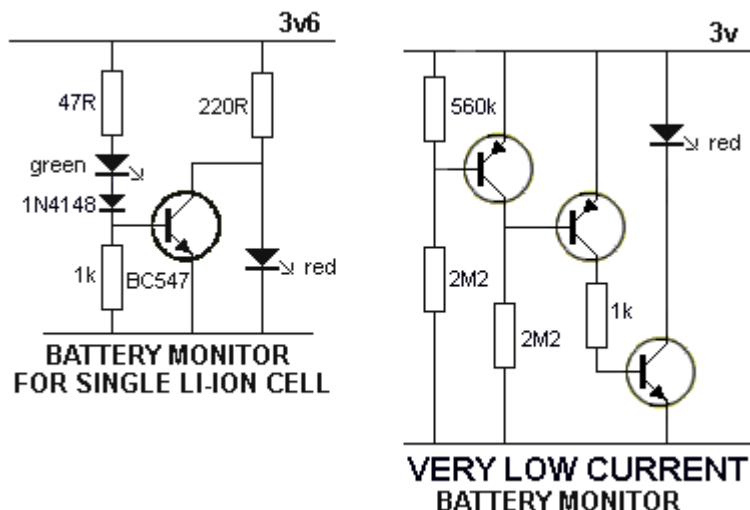 3v6
47R
220R
green
1N4148
red
1k
BC547
BATTERY MONITOR
FOR SINGLE LI-ION CELL
3v
560k
red
2M2
1k
2M2
VERY LOW CURRENT
BATTERY MONITOR